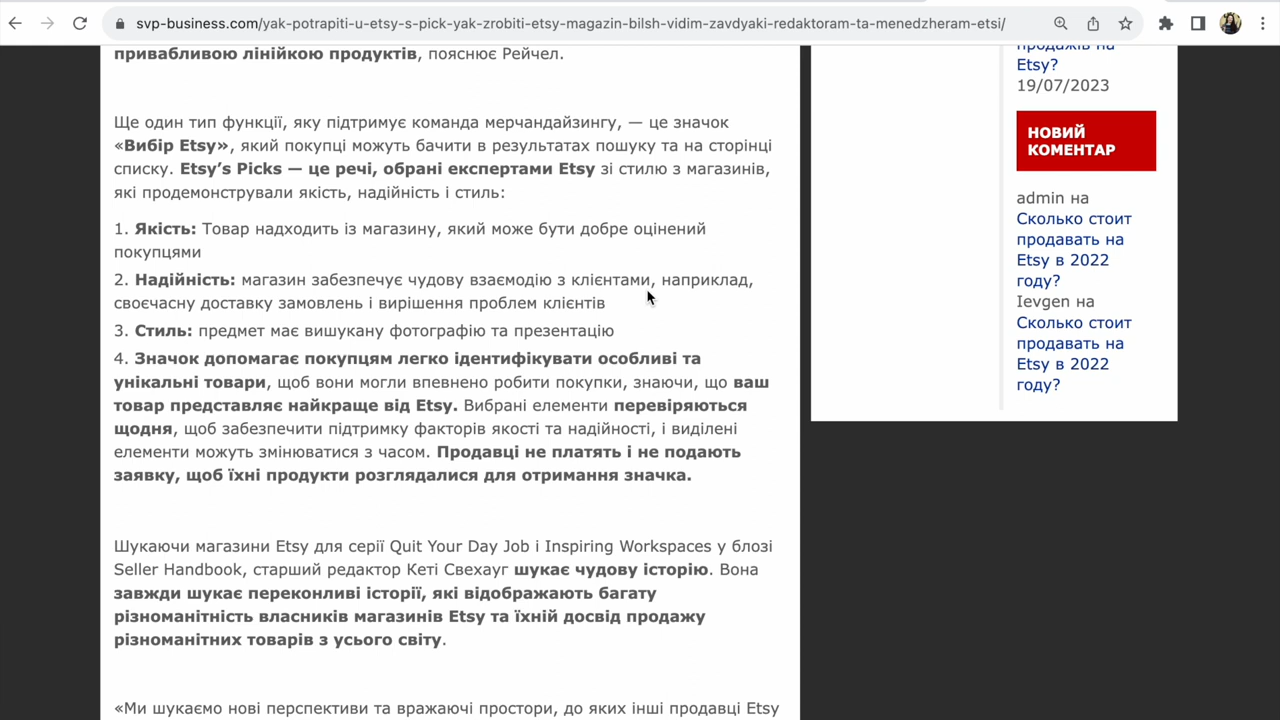 svp-business.com/yak-potrapiti-u-etsy-s-pick-yak-zrobiti-etsy-magazin-bilsh-vidim-zavdyaki-redaktoram-ta-menedzheram-etsi/
привабливою лінійкою продуктів, пояснює Рейчел.
Ще один тип функції, яку підтримує команда мерчандайзингу, — це значок
«Вибір Etsy», який покупці можуть бачити в результатах пошуку та на сторінці
списку. Etsy’s Picks — це речі, обрані експертами Etsy зі стилю з магазинів,
які продемонстрували якість, надійність і стиль:
1. Якість: Товар надходить із магазину, який може бути добре оцінений
покупцями
2. Надійність: магазин забезпечує чудову взаємодію з клієнтами, наприклад,
своєчасну доставку замовлень і вирішення проблем клієнтів
3. Стиль: предмет має вишукану фотографію та презентацію
4. Значок допомагає покупцям легко ідентифікувати особливі та
унікальні товари, щоб вони могли впевнено робити покупки, знаючи, що ваш
товар представляє найкраще від Etsy. Вибрані елементи перевіряються
щодня, щоб забезпечити підтримку факторів якості та надійності, і виділені
елементи можуть змінюватися з часом. Продавці не платять і не подають
заявку, щоб їхні продукти розглядалися для отримання значка.
Шукаючи магазини Etsy для серії Quit Your Day Job і Inspiring Workspaces у блозі
Seller Handbook, старший редактор Кеті Свехауг шукає чудову історію. Вона
завжди шукає переконливі історії, які відображають багату
різноманітність власників магазинів Etsy та їхній досвід продажу
різноманітних товарів з усього світу.
«Ми шукаємо нові перспективи та вражаючі простори, до яких інші продавці Etsy
продажів на
Etsy?
19/07/2023
НОВИЙ
КОМЕНТАР
admin на
Сколько стоит
продавать на
Etsy в 2022
году?
Ievgen на
Сколько стоит
продавать на
Etsy в 2022
году?